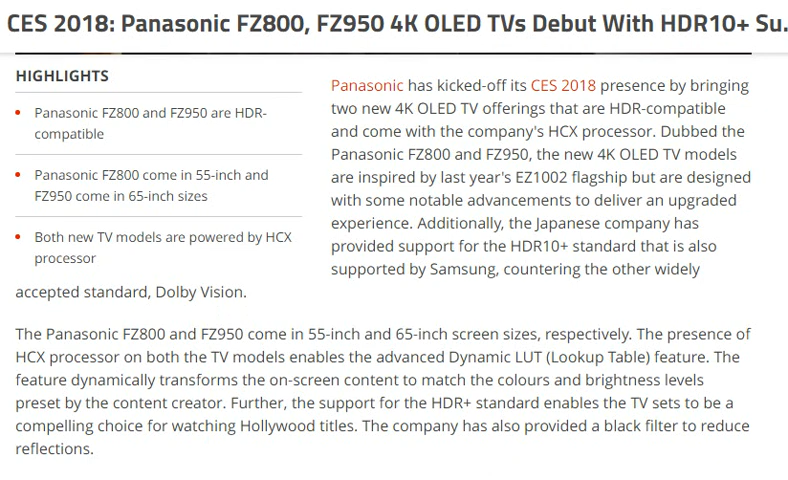 CES 2018: Panasonic FZ800, FZ950 4K OLED TVs Debut With HDR10+ Su..
HIGHLIGHTS
Panasonic FZ800 and FZ950 are HDR-
compatible
Panasonic FZ800 come in 55-inch and
FZ950 come in 65-inch sizes
Both new TV models are powered by HCX
processor
Panasonic has kicked-off its CES 2018 presence by bringing
two new 4K OLED TV offerings that are HDR-compatible
and come with the company's HCX processor. Dubbed the
Panasonic FZ800 and FZ950, the new 4K OLED TV models
are inspired by last year's EZ1002 flagship but are designed
with some notable advancements to deliver an upgraded
experience. Additionally, the Japanese company has
provided support for the HDR10+ standard that is also
supported by Samsung, countering the other widely
accepted standard, Dolby Vision.
The Panasonic FZ800 and FZ950 come in 55-inch and 65-inch screen sizes, respectively. The presence of
HCX processor on both the TV models enables the advanced Dynamic LUT (Lookup Table) feature. The
feature dynamically transforms the on-screen content to match the colours and brightness levels
preset by the content creator. Further, the support for the HDR+ standard enables the TV sets to be a
compelling choice for watching Hollywood titles. The company has also provided a black filter to reduce
reflections.